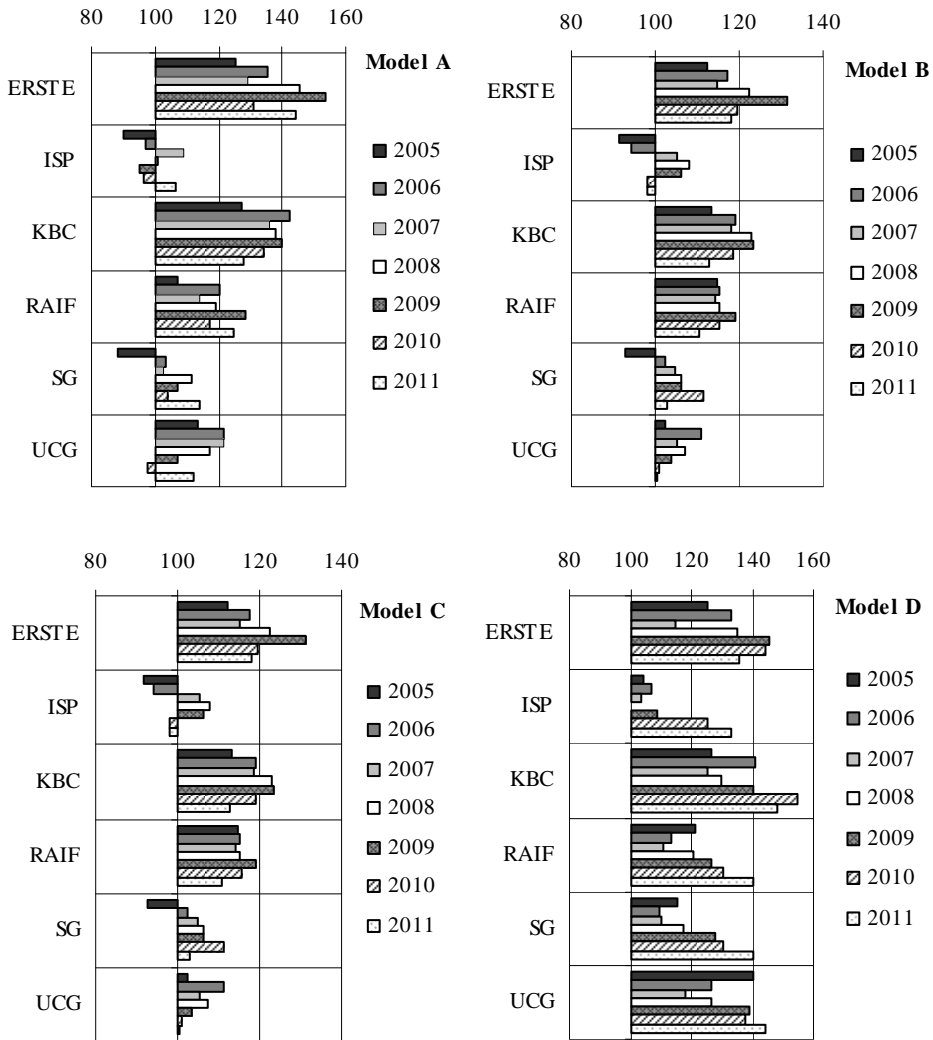 80 100 120 140 160
Model A
ERSTE
ISP
KBC
RAIF
SG
UCG
2005
2006
2007
2008
2009
2010
2011
80 100 120 140
Model B
ERSTE
ISP
KBC
RAIF
SG
UCG
2005
2006
2007
2008
2009
2010
2011
80 100 120 140
Model C
ERSTE
ISP
KBC
RAIF
SG
UCG
2005
2006
2007
2008
2009
2010
2011
80 100 120 140 160
Model D
ERSTE
ISP
KBC
RAIF
SG
UCG
2005
2006
2007
2008
2009
2010
2011